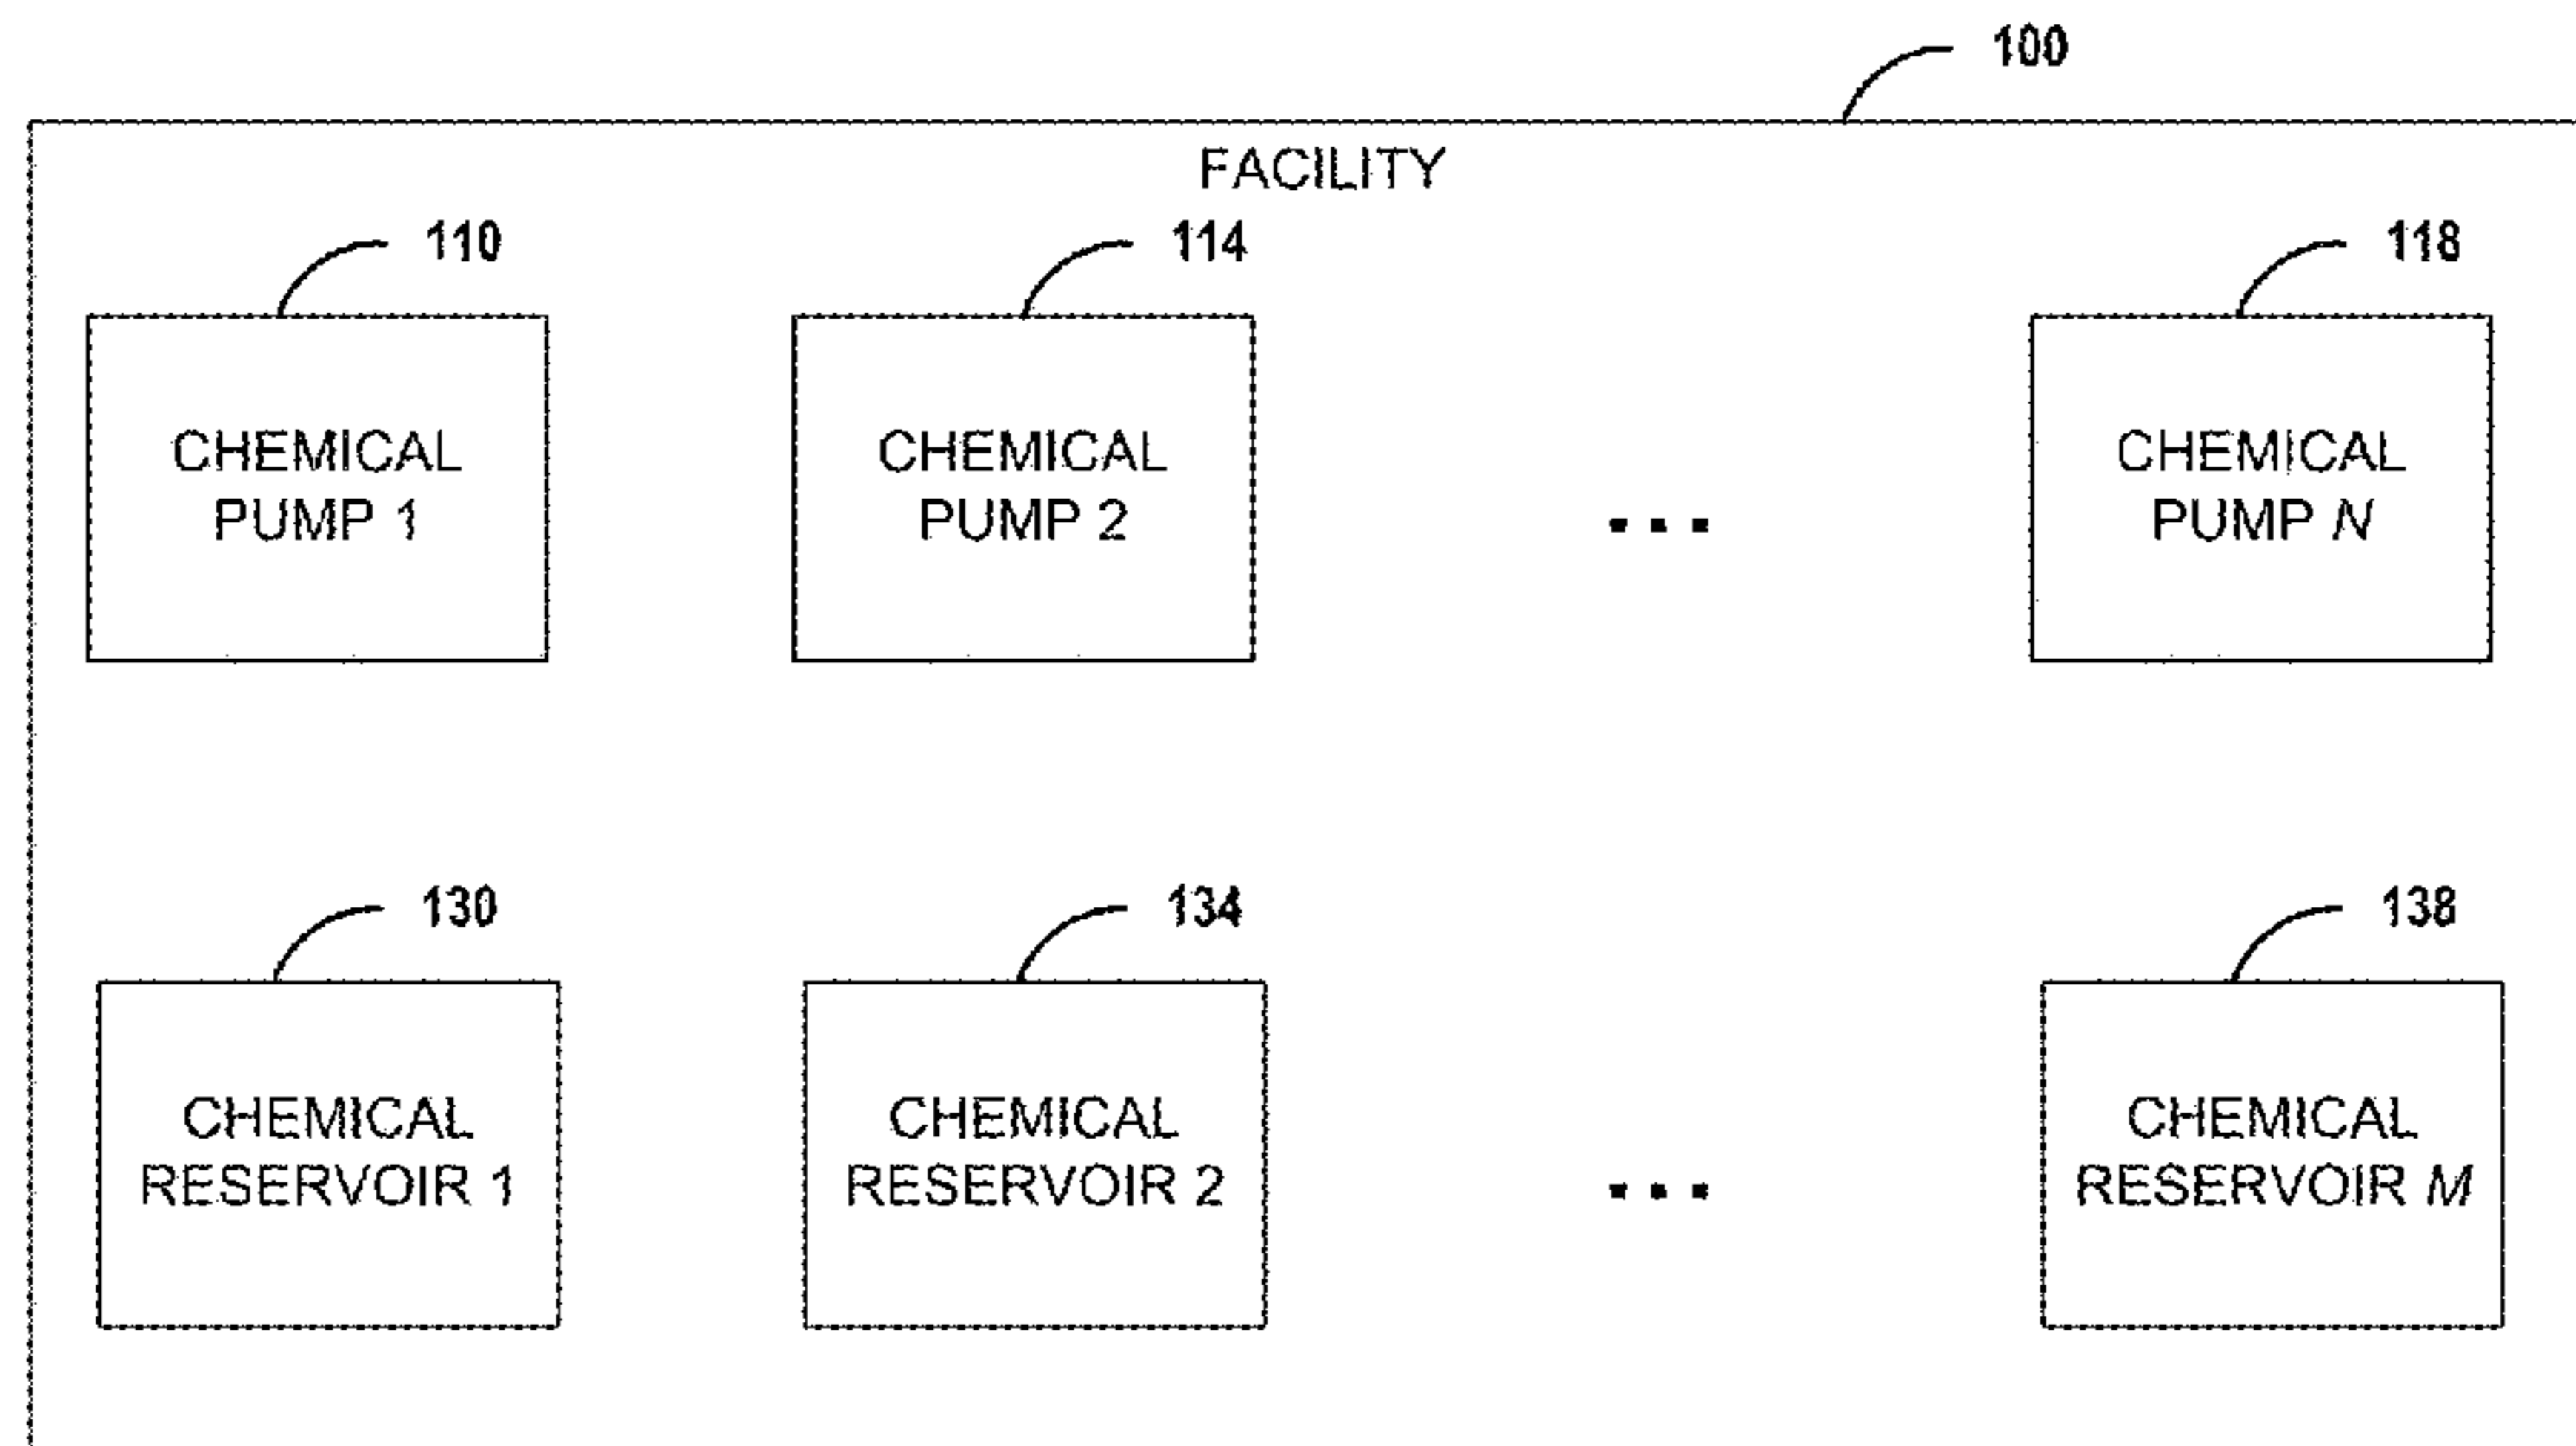 100
FACILITY
110 114 118
CHEMICAL CHEMICAL CHEMICAL
PUMP 1 PUMP 2 ... PUMP N
130 134 138
CHEMICAL CHEMICAL CHEMICAL
RESERVOIR 1 RESERVOIR 2 ... RESERVOIR M